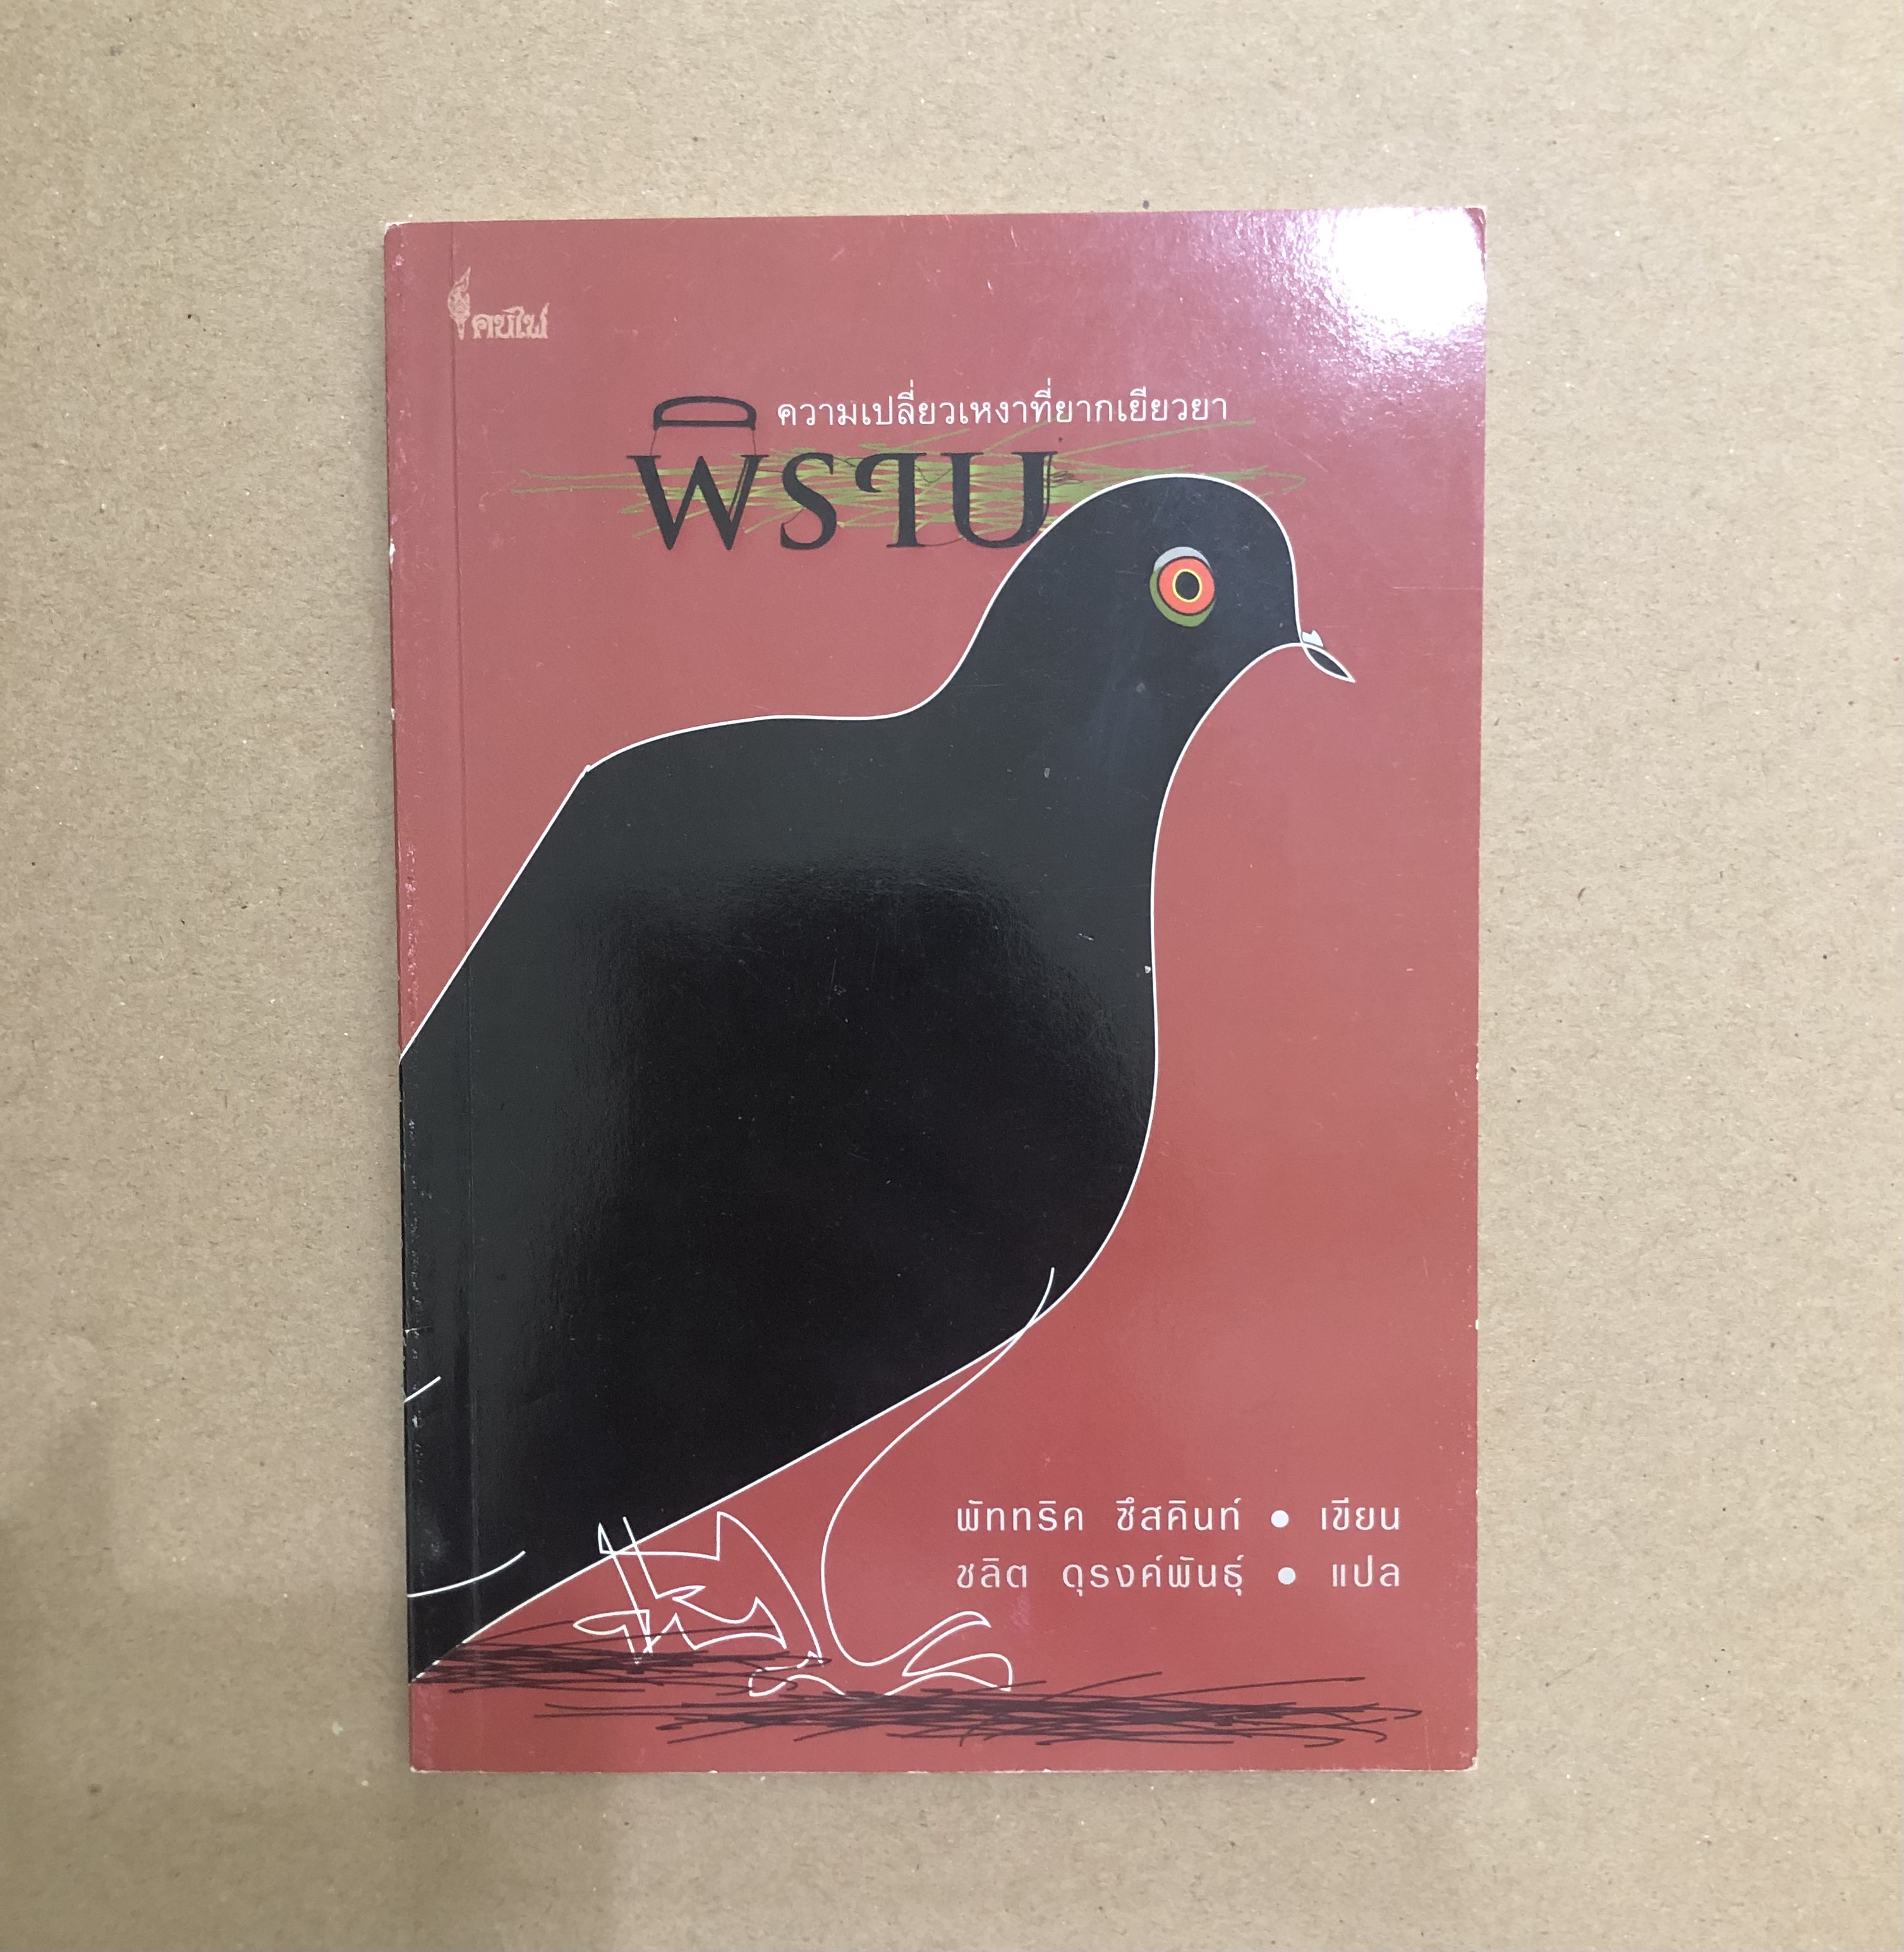 คบไฟ
ความเปลี่ยวเหงาที่ยากเยียวยา
พิราบ
พัททริค ซึสคินท์ • เขียน
ชลิต ดุรงค์พันธุ์ • แปล